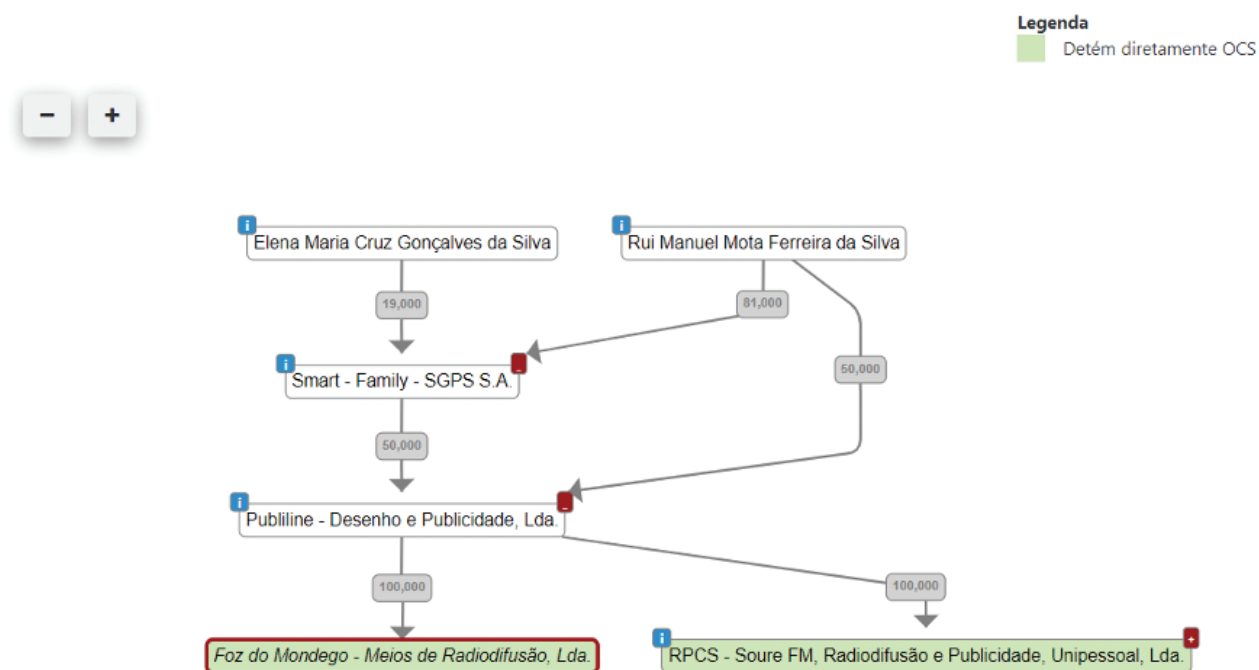 Legenda
Detém diretamente OCS
− +
i
i
Elena Maria Cruz Gonçalves da Silva
Rui Manuel Mota Ferreira da Silva
19,000
81,000
i
-
Smart - Family - SGPS S.A.
50,000
50,000
i
-
Publiline - Desenho e Publicidade, Lda.
100,000
100,000
i
+
Foz do Mondego - Meios de Radiodifusão, Lda.
RPCS - Soure FM, Radiodifusão e Publicidade, Unipessoal, Lda.